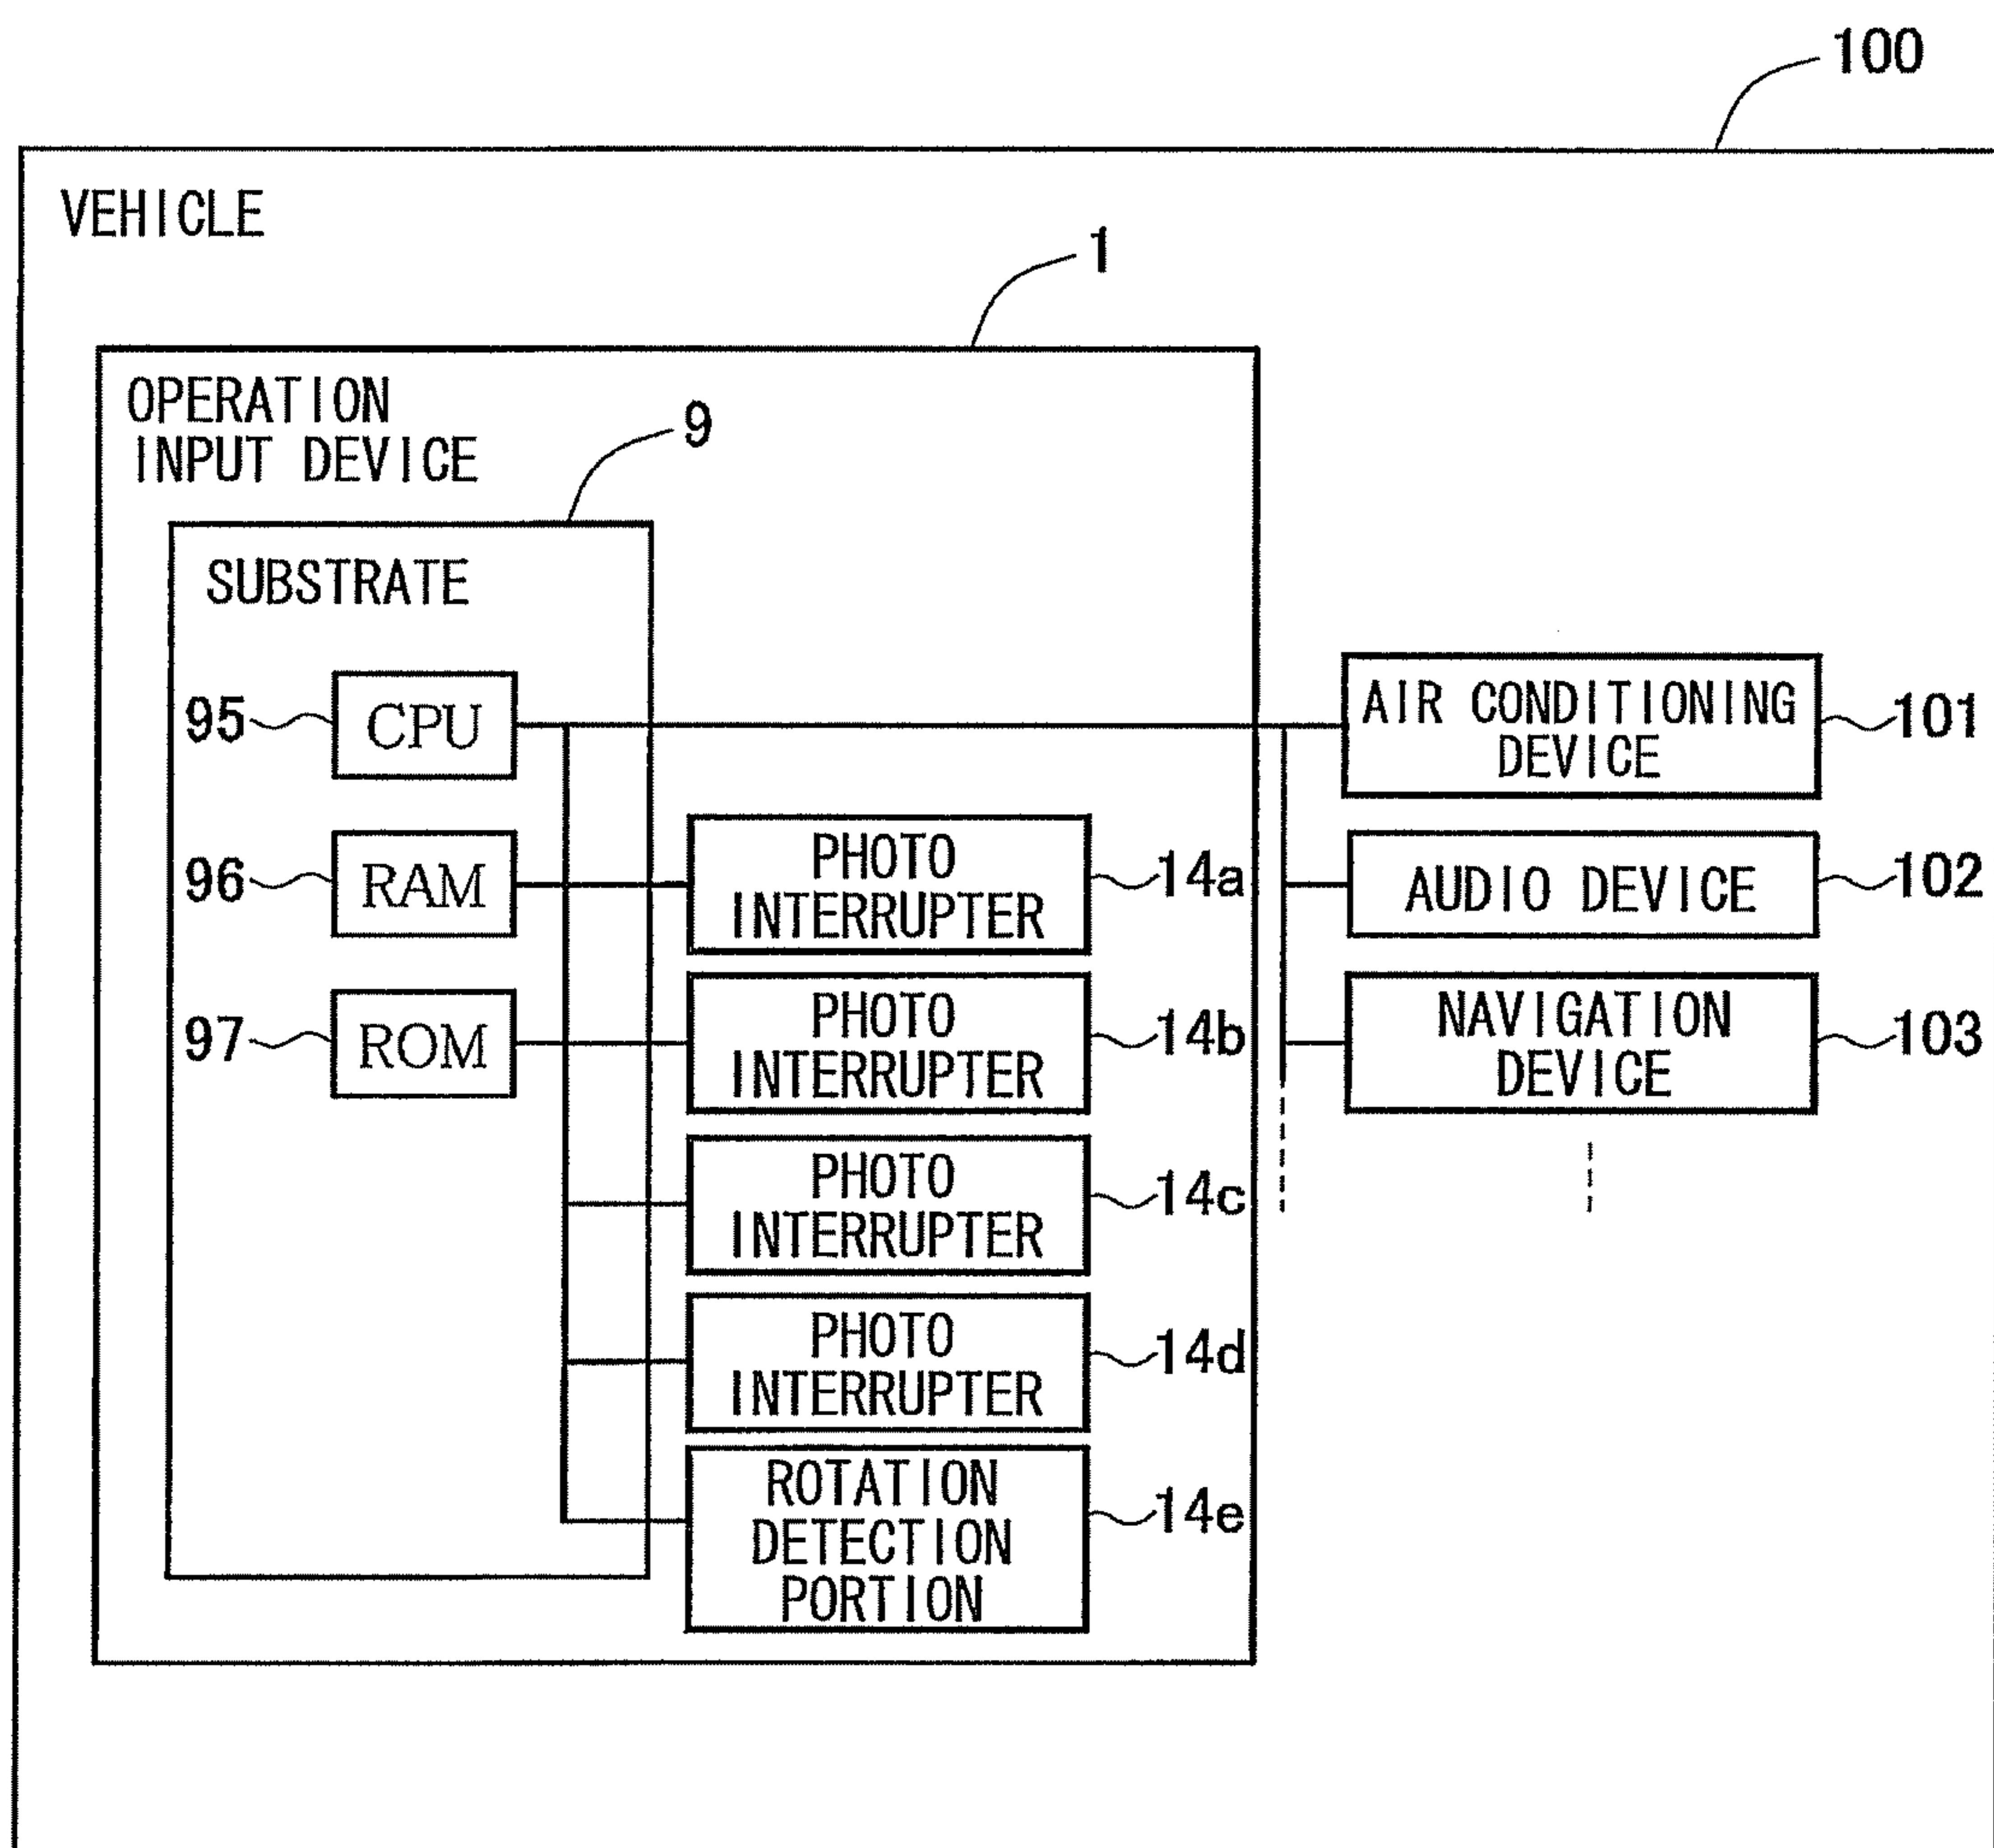 100
VEHICLE
1
OPERATION
INPUT DEVICE
9
SUBSTRATE
95
CPU
AIR CONDITIONING
DEVICE
101
96
RAM
PHOTO
INTERRUPTER
14a
AUDIO DEVICE
102
97
ROM
PHOTO
INTERRUPTER
14b
NAVIGATION
DEVICE
103
PHOTO
INTERRUPTER
14c
PHOTO
INTERRUPTER
14d
ROTATION
DETECTION
PORTION
14e